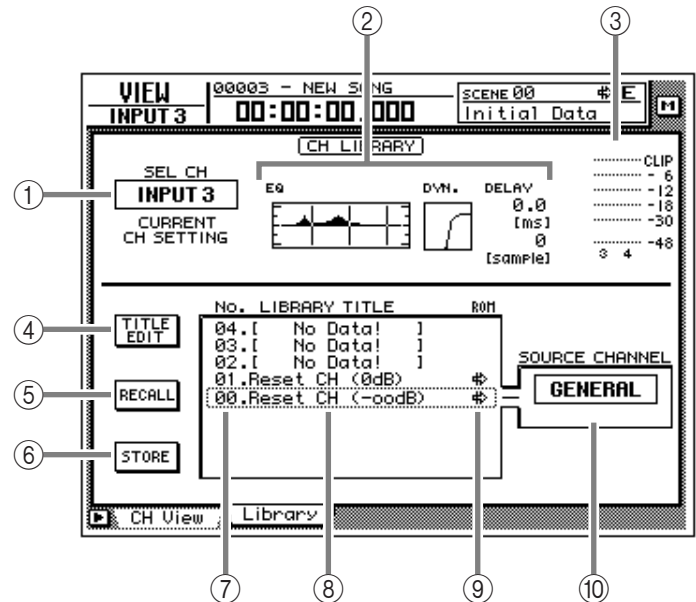 ① ② ③ ④ ⑤ ⑥ ⑦ ⑧ ⑨ ⑩
VIEW
INPUT 3
00003 - NEW SONG
00:00:00.000
SCENE 00
E
Initial Data
M
CH LIBRARY
SEL CH
INPUT 3
CURRENT
CH SETTING
EQ
DYN.
DELAY
0.0
[ms]
0
[sample]
CLIP
- 6
-12
-18
-30
-48
3 4
No. LIBRARY TITLE ROM
04.[ No Data! ]
03.[ No Data! ]
02.[ No Data! ]
01.Reset CH (0dB)
00.Reset CH (-oodB)
TITLE
EDIT
RECALL
STORE
SOURCE CHANNEL
GENERAL
CH View
Library